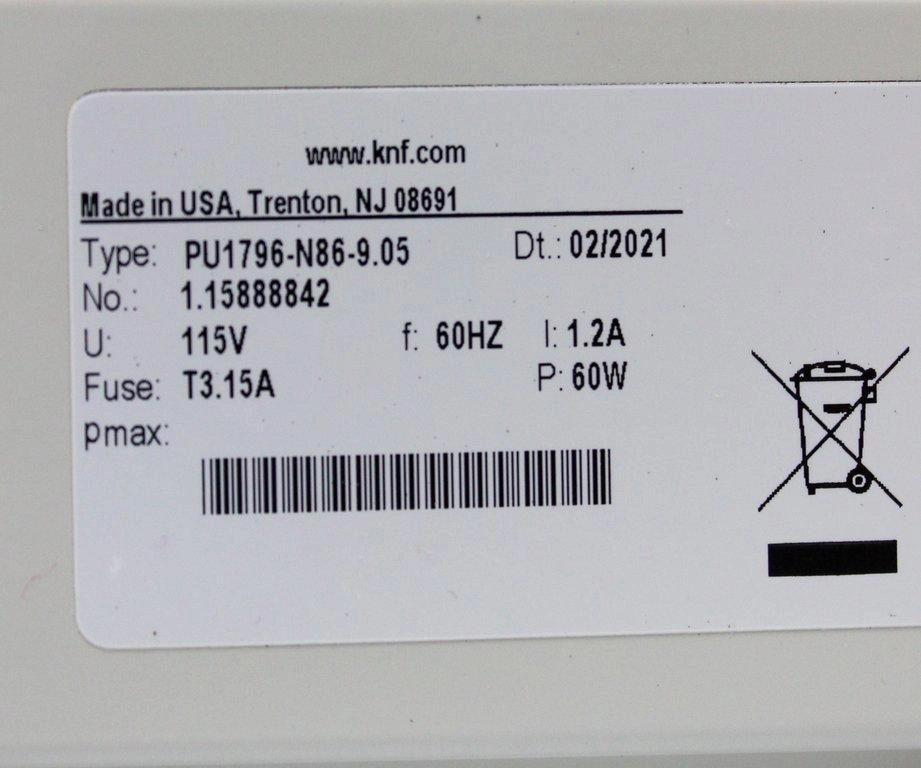 www.knf.com
Made in USA, Trenton, NJ 08691
Type: PU1796-N86-9.05 Dt.: 02/2021
No.: 1.15888842
U: 115V f: 60HZ I: 1.2A
Fuse: T3.15A P: 60W
pmax: